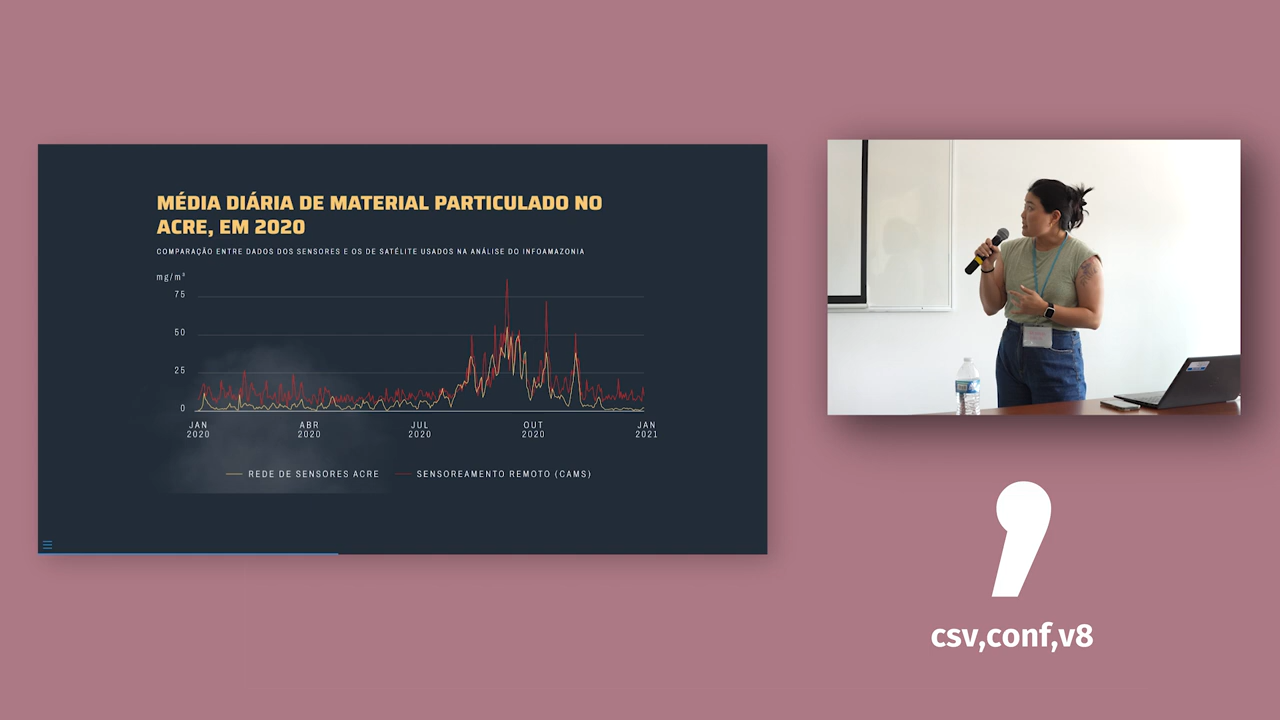 MÉDIA DIÁRIA DE MATERIAL PARTICULADO NO
ACRE, EM 2020
COMPARAÇÃO ENTRE DADOS DOS SENSORES E OS DE SATÉLITE USADOS NA ANÁLISE DO INFOAMAZONIA
mg/m³
75
50
25
0
JAN 2020
ABR 2020
JUL 2020
OUT 2020
JAN 2021
REDE DE SENSORES ACRE
SENSOREAMENTO REMOTO (CAMS)
csv,conf,v8